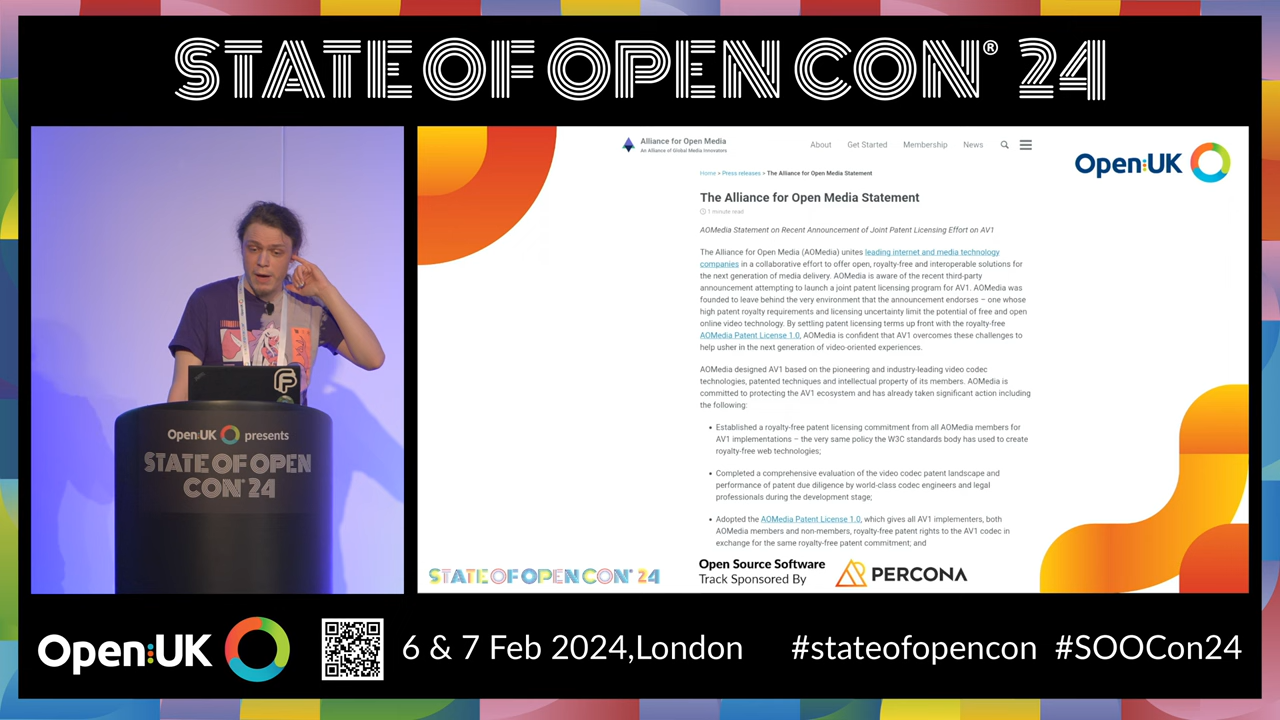 STATE OF OPEN CON® 24
Alliance for Open Media
An Alliance of Global Media Innovators
About
Get Started
Membership
News
Open:UK
Home » Press releases » The Alliance for Open Media Statement
The Alliance for Open Media Statement
1 minute read
AOMedia Statement on Recent Announcement of Joint Patent Licensing Effort on AV1
The Alliance for Open Media (AOMedia) unites leading internet and media technology
companies in a collaborative effort to offer open, royalty-free and interoperable solutions for
the next generation of media delivery. AOMedia is aware of the recent third-party
announcement attempting to launch a joint patent licensing program for AV1. AOMedia was
founded to leave behind the very environment that the announcement endorses – one whose
high patent royalty requirements and licensing uncertainty limit the potential of free and open
online video technology. By settling patent licensing terms up front with the royalty-free
AOMedia Patent License 1.0, AOMedia is confident that AV1 overcomes these challenges to
help usher in the next generation of video-oriented experiences.
AOMedia designed AV1 based on the pioneering and industry-leading video codec
technologies, patented techniques and intellectual property of its members. AOMedia is
committed to protecting the AV1 ecosystem and has already taken significant action including
the following:
• Established a royalty-free patent licensing commitment from all AOMedia members for
AV1 implementations – the very same policy the W3C standards body has used to create
royalty-free web technologies;
• Completed a comprehensive evaluation of the video codec patent landscape and
performance of patent due diligence by world-class codec engineers and legal
professionals during the development stage;
• Adopted the AOMedia Patent License 1.0, which gives all AV1 implementers, both
AOMedia members and non-members, royalty-free patent rights to the AV1 codec in
exchange for the same royalty-free patent commitment; and
STATE OF OPEN CON® 24
Open Source Software
Track Sponsored By
PERCONA
Open:UK presents
STATE OF OPEN
CON® 24
Open:UK
6 & 7 Feb 2024,London
#stateofopencon
#SOOCon24